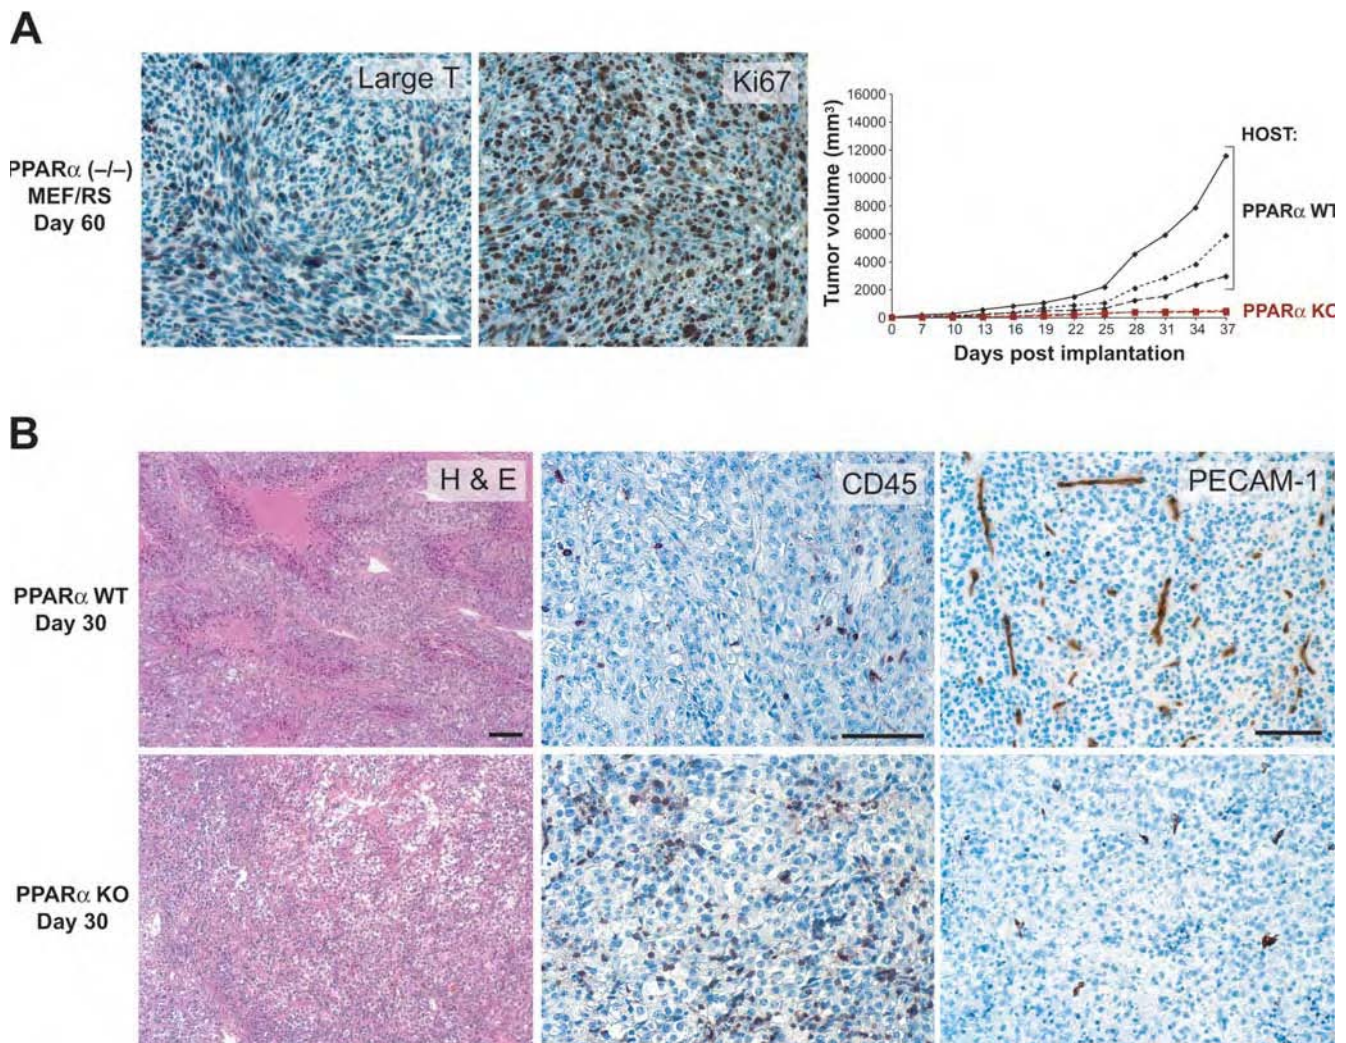 A
Large T
Ki67
PPARα (–/–)
MEF/RS
Day 60
Tumor volume (mm³)
16000
14000
12000
10000
8000
6000
4000
2000
0
0 7 10 13 16 19 22 25 28 31 34 37
Days post implantation
HOST:
PPARα WT
PPARα KO
B
H & E
CD45
PECAM-1
PPARα WT
Day 30
PPARα KO
Day 30